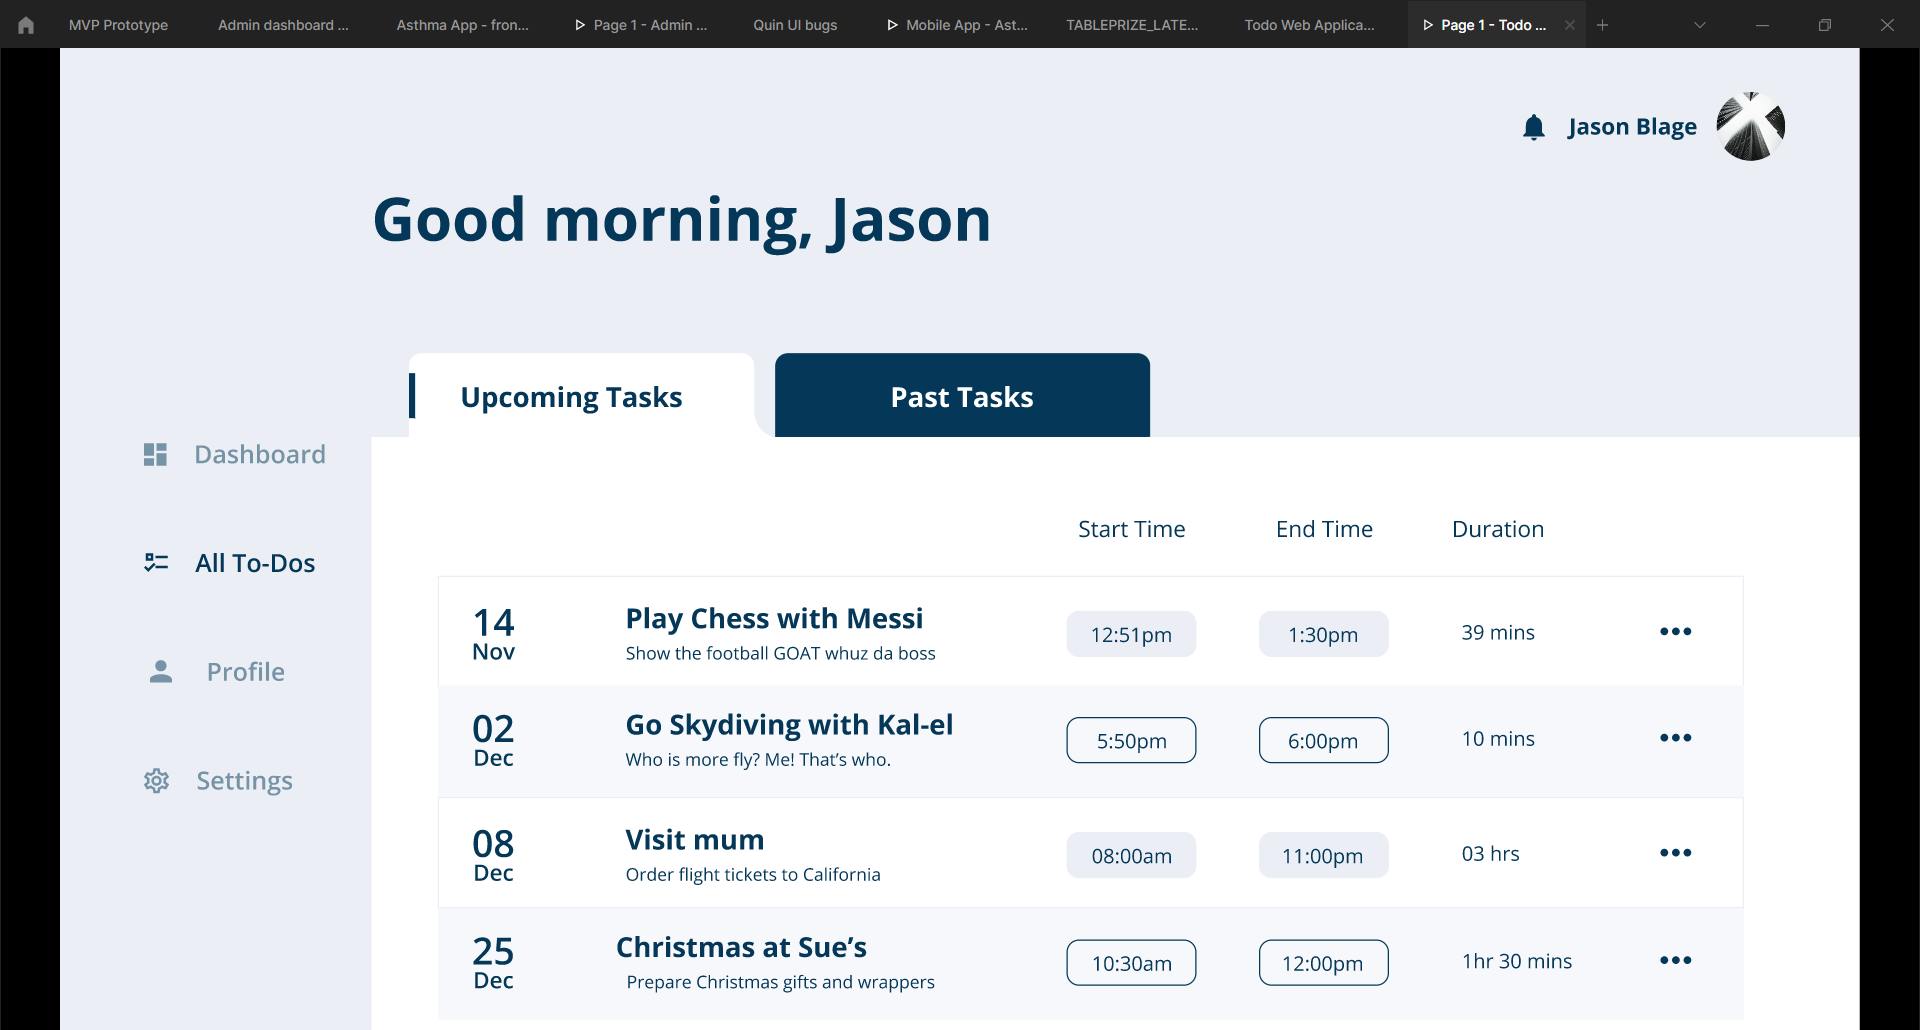 MVP Prototype Admin dashboard ... Asthma App - fron... Page 1 - Admin ... Quin UI bugs Mobile App - Ast... TABLEPRIZE_LATE... Todo Web Applica... Page 1 - Todo ...
Jason Blage
Good morning, Jason
Upcoming Tasks Past Tasks
Dashboard
All To-Dos
Profile
Settings
Start Time End Time Duration
14 Nov
Play Chess with Messi
Show the football GOAT whuz da boss
12:51pm 1:30pm 39 mins
02 Dec
Go Skydiving with Kal-el
Who is more fly? Me! That’s who.
5:50pm 6:00pm 10 mins
08 Dec
Visit mum
Order flight tickets to California
08:00am 11:00pm 03 hrs
25 Dec
Christmas at Sue’s
Prepare Christmas gifts and wrappers
10:30am 12:00pm 1hr 30 mins